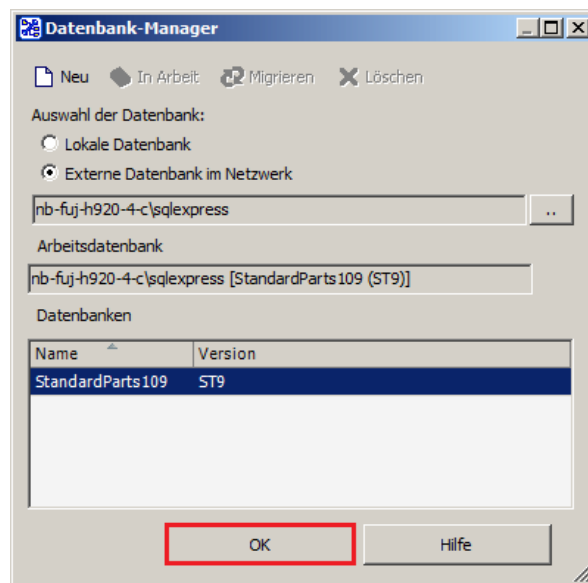 Datenbank-Manager
Neu In Arbeit Migrieren Löschen
Auswahl der Datenbank:
Lokale Datenbank
Externe Datenbank im Netzwerk
nb-fuj-h920-4-c\sqlexpress ..
Arbeitsdatenbank
nb-fuj-h920-4-c\sqlexpress [StandardParts109 (ST9)]
Datenbanken
Name Version
StandardParts109 ST9
OK Hilfe